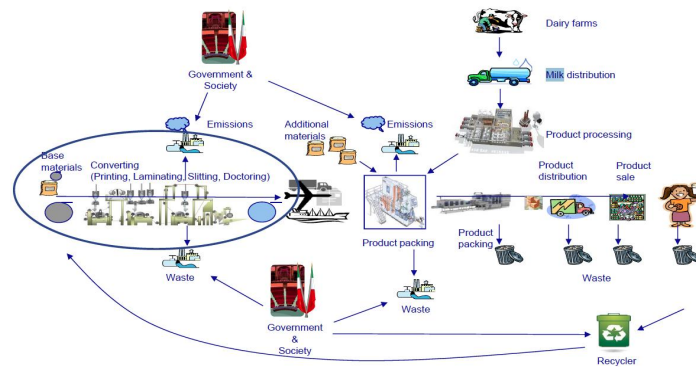 Dairy farms
Government &
Society
Milk distribution
Emissions
Additional
materials
Emissions
Product processing
Base
materials
Converting
(Printing, Laminating, Slitting, Doctoring)
Product
distribution
Product
sale
Product packing
Product
packing
Waste
Waste
Waste
Government
&
Society
Recycler